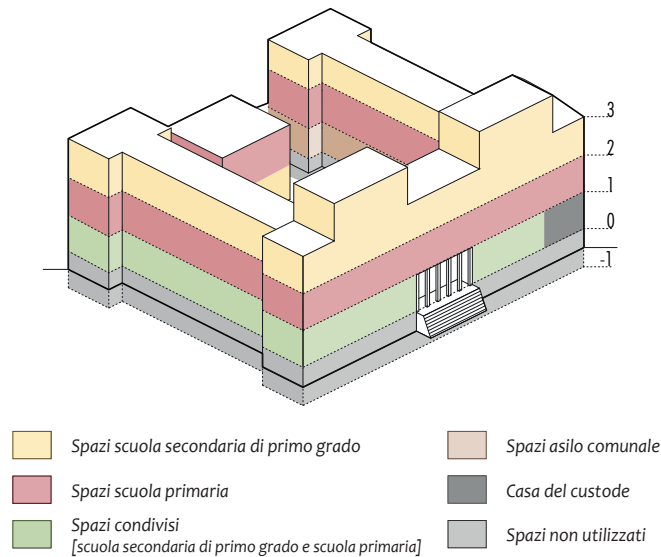 3
2
1
0
-1
Spazi scuola secondaria di primo grado
Spazi scuola primaria
Spazi condivisi
[scuola secondaria di primo grado e scuola primaria]
Spazi asilo comunale
Casa del custode
Spazi non utilizzati